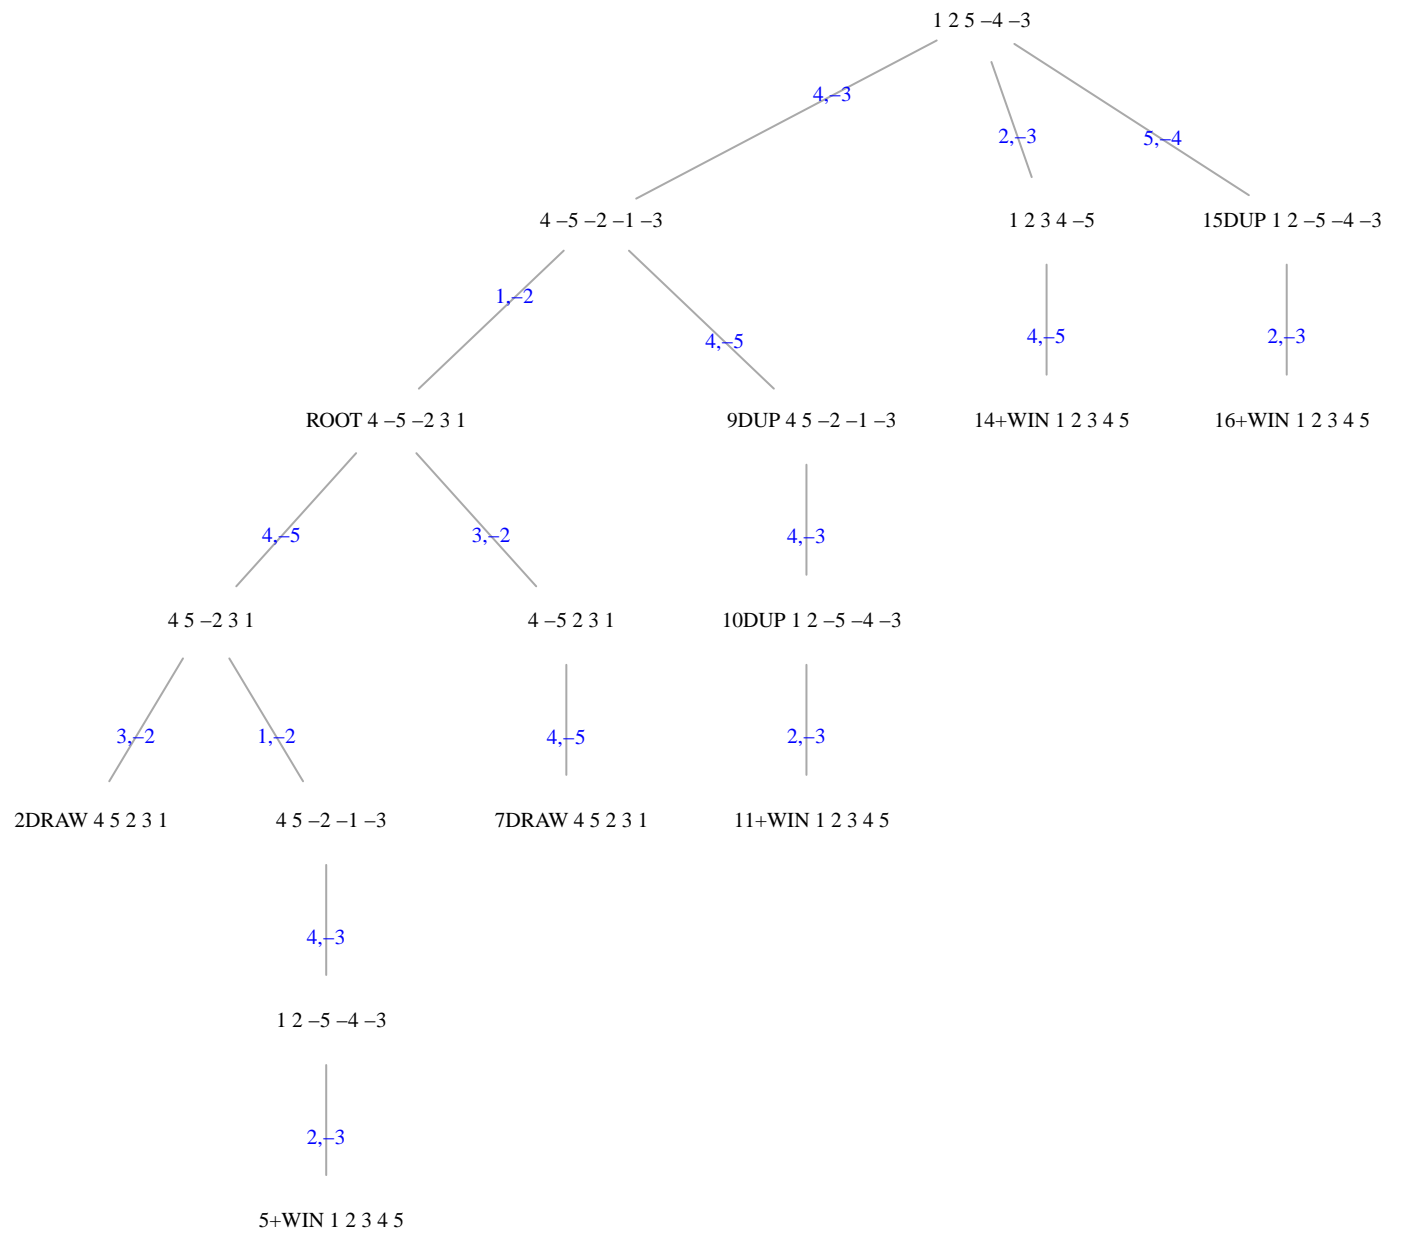 1 2 5 –4 –3
4,–3
2,–3
5,–4
4 –5 –2 –1 –3
1 2 3 4 –5
15DUP 1 2 –5 –4 –3
1,–2
4,–5
4,–5
2,–3
ROOT 4 –5 –2 3 1
9DUP 4 5 –2 –1 –3
14+WIN 1 2 3 4 5
16+WIN 1 2 3 4 5
4,–5
3,–2
4,–3
4 5 –2 3 1
4 –5 2 3 1
10DUP 1 2 –5 –4 –3
3,–2
1,–2
4,–5
2,–3
2DRAW 4 5 2 3 1
4 5 –2 –1 –3
7DRAW 4 5 2 3 1
11+WIN 1 2 3 4 5
4,–3
1 2 –5 –4 –3
2,–3
5+WIN 1 2 3 4 5